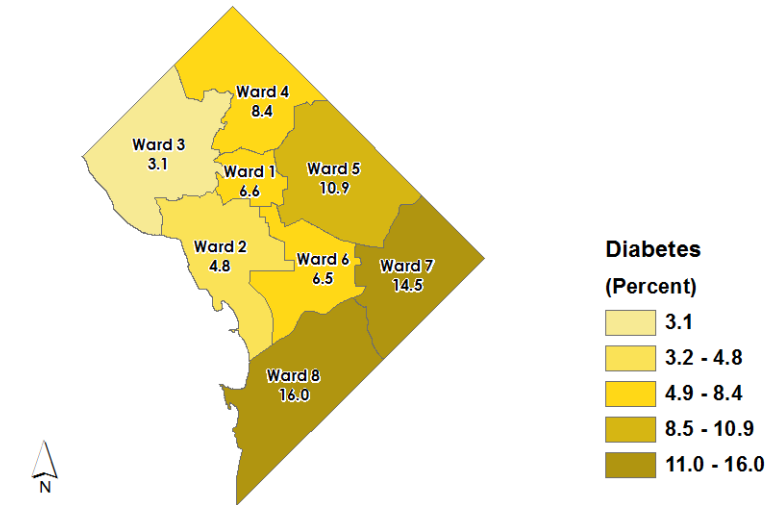 Ward 4
8.4
Ward 3
3.1
Ward 1
6.6
Ward 5
10.9
Ward 2
4.8
Ward 6
6.5
Ward 7
14.5
Ward 8
16.0
Diabetes
(Percent)
3.1
3.2 - 4.8
4.9 - 8.4
8.5 - 10.9
11.0 - 16.0
N